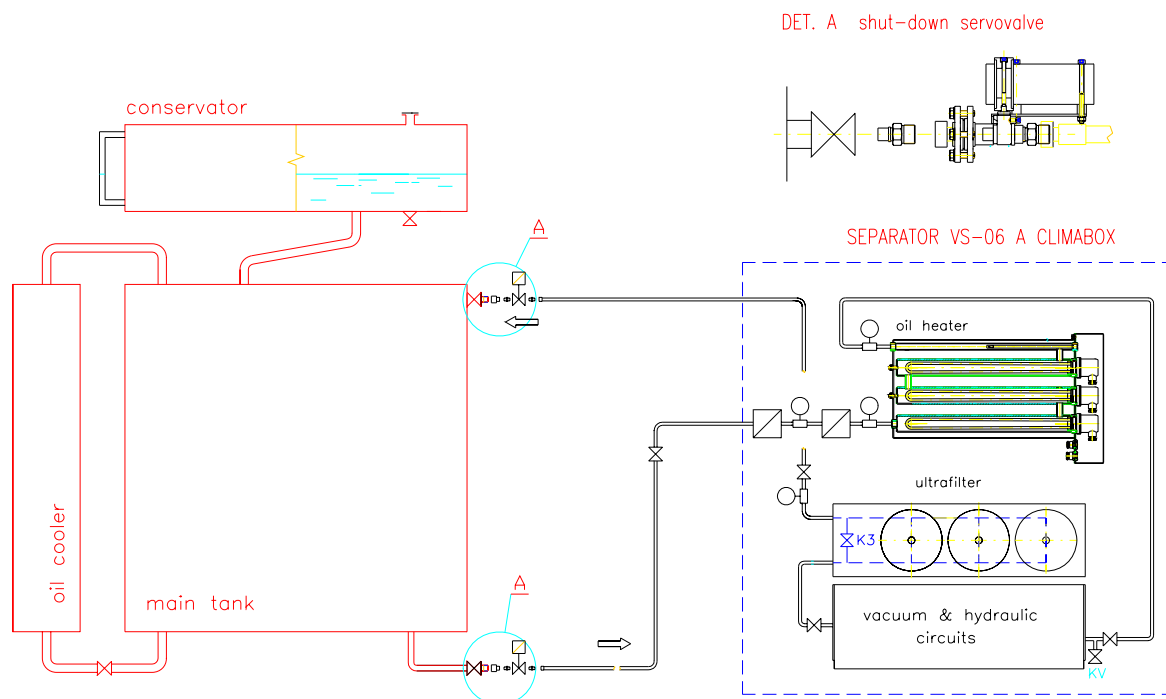 DET. A shut-down servovalve
conservator
A
SEPARATOR VS-06 A CLIMABOX
oil heater
ultrafilter
K3
oil cooler
main tank
A
vacuum & hydraulic
circuits
KV